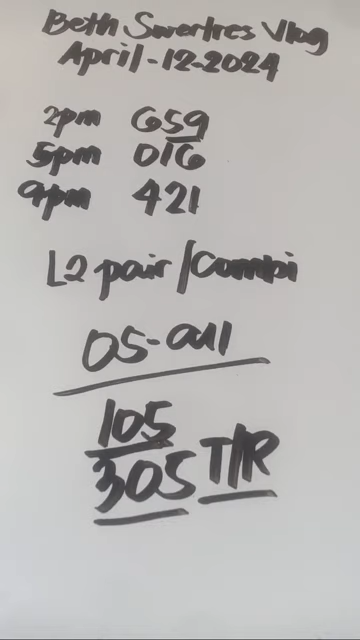 Beth Swertres Vlog
April-12-2024
2pm 659
5pm 016
9pm 421
L2 pair/Combi
05-all
105
305 T/R